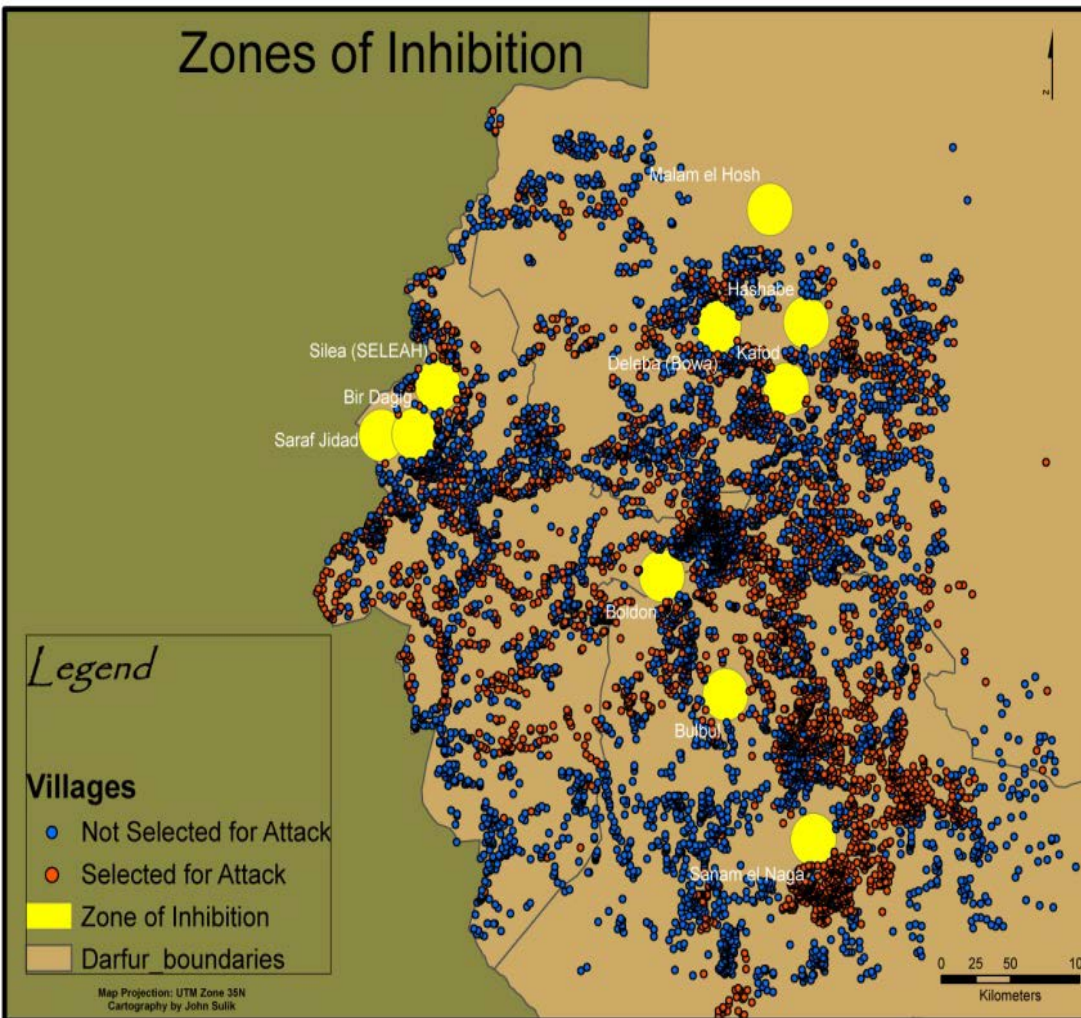 Zones of Inhibition
z
Malam el Hosh
Hashabe
Silea (SELEAH)
Deleba (Bowa)
Kafod
Bir Dagig
Saraf Jidad
Boldon
Bulbul
Sanam el Naga
Legend
Villages
Not Selected for Attack
Selected for Attack
Zone of Inhibition
Darfur_boundaries
Map Projection: UTM Zone 35N
Cartography by John Sulik
0 25 50 10
Kilometers